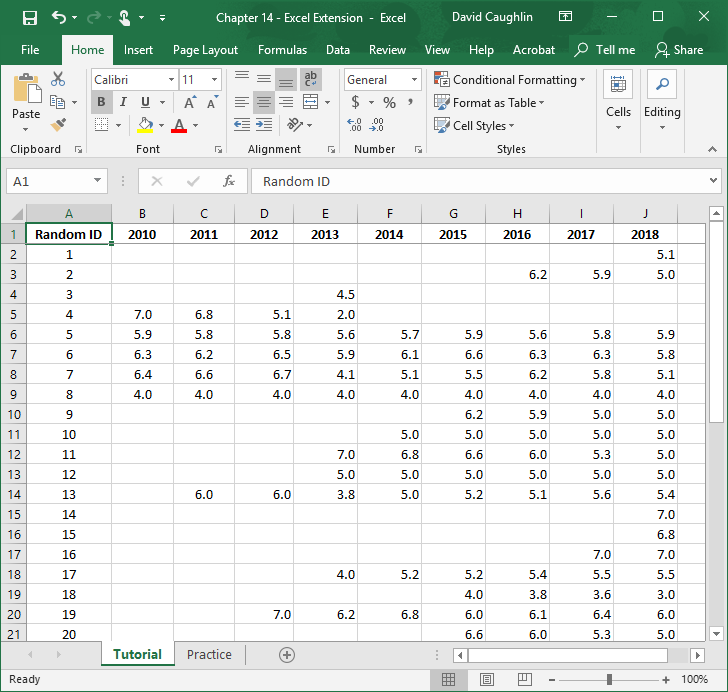 Chapter 14 - Excel Extension - Excel David Caughlin
File Home Insert Page Layout Formulas Data Review View Help Acrobat Tell me Share
Paste Calibri 11 General Conditional Formatting
B I U A A $ % , Format as Table Cells Editing
A Cell Styles
Clipboard Font Alignment Number Styles
A1 fx Random ID
A B C D E F G H I J
1 Random ID 2010 2011 2012 2013 2014 2015 2016 2017 2018
2 1 5.1
3 2 6.2 5.9 5.0
4 3 4.5
5 4 7.0 6.8 5.1 2.0
6 5 5.9 5.8 5.8 5.6 5.7 5.9 5.6 5.8 5.9
7 6 6.3 6.2 6.5 5.9 6.1 6.6 6.3 6.3 5.8
8 7 6.4 6.6 6.7 4.1 5.1 5.5 6.2 5.8 5.1
9 8 4.0 4.0 4.0 4.0 4.0 4.0 4.0 4.0 4.0
10 9 6.2 5.9 5.0 5.0
11 10 5.0 5.0 5.0 5.0 5.0
12 11 7.0 6.8 6.6 6.0 5.3 5.0
13 12 5.0 5.0 5.0 5.0 5.0 5.0
14 13 6.0 6.0 3.8 5.0 5.2 5.1 5.6 5.4
15 14 7.0
16 15 6.8
17 16 7.0 7.0
18 17 4.0 5.2 5.2 5.4 5.5 5.5
19 18 4.0 3.8 3.6 3.0
20 19 7.0 6.2 6.8 6.0 6.1 6.4 6.0
21 20 6.6 6.0 5.3 5.0
Tutorial Practice
Ready 100%